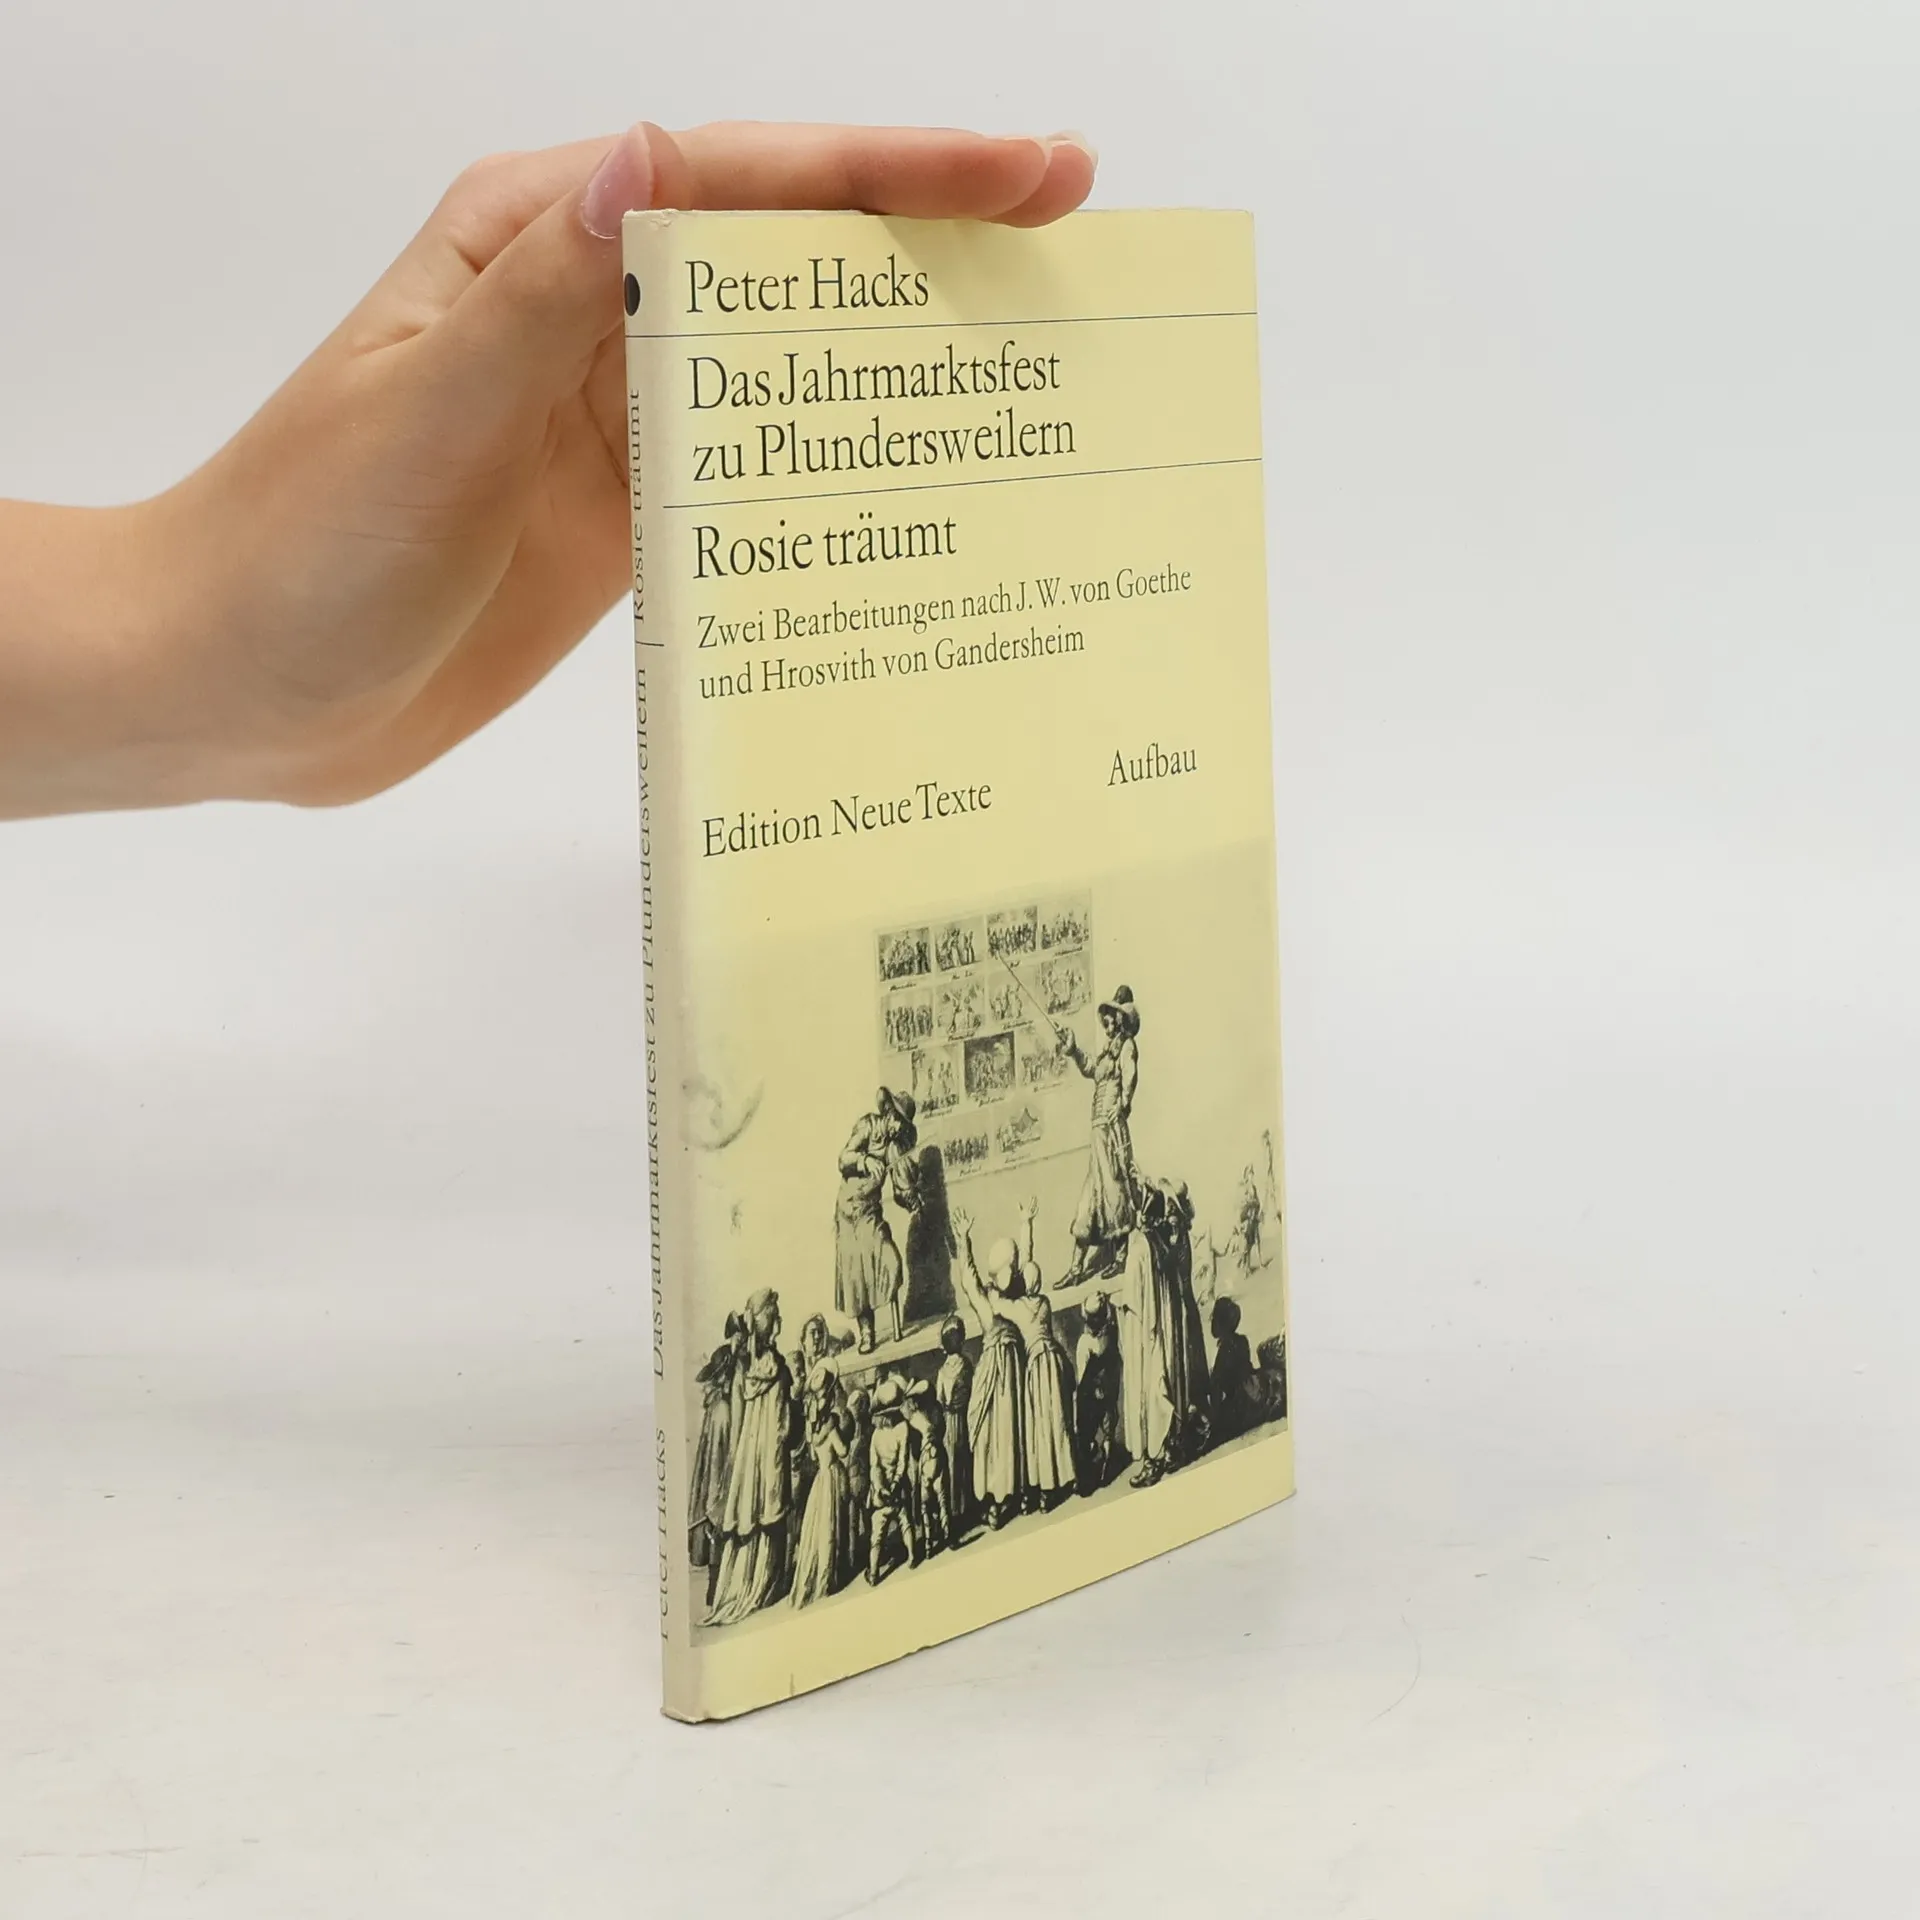 Peter Hacks
Das Jahrmarktsfest
zu Plundersweilern
Rosie träumt
Zwei Bearbeitungen nach J. W. von Goethe
und Hrosvith von Gandersheim
Edition Neue Texte
Aufbau
Peter Hacks Das Jahrmarktsfest zu Plundersweilern | Rosie träumt